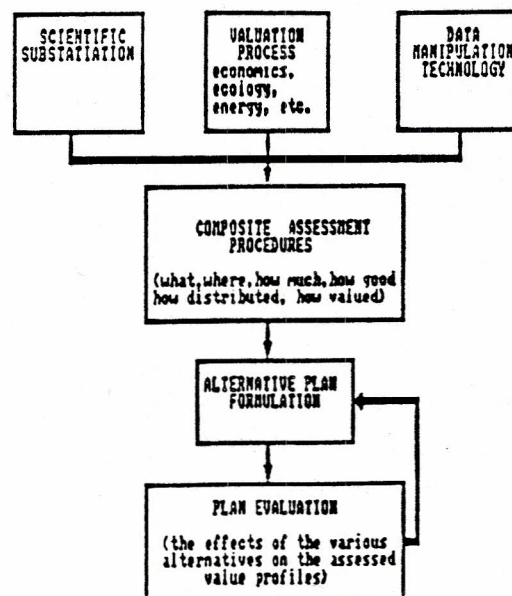 SCIENTIFIC
SUBSTATIATION
VALUATION
PROCESS
economics,
ecology,
energy, etc.
DATA
MANIPULATION
TECHNOLOGY
COMPOSITE ASSESSMENT
PROCEDURES
(what,where,how much,how good
how distributed, how valued)
ALTERNATIVE PLAN
FORMULATION
PLAN EVALUATION
(the effects of the various
alternatives on the assessed
value profiles)